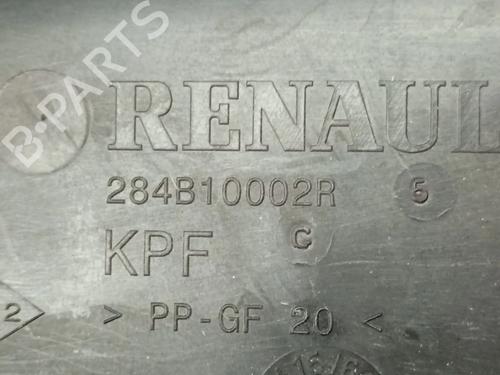 B-PARTS
RENAUL
284B10002R 5
KPF C
2 > PP-GF 20 <